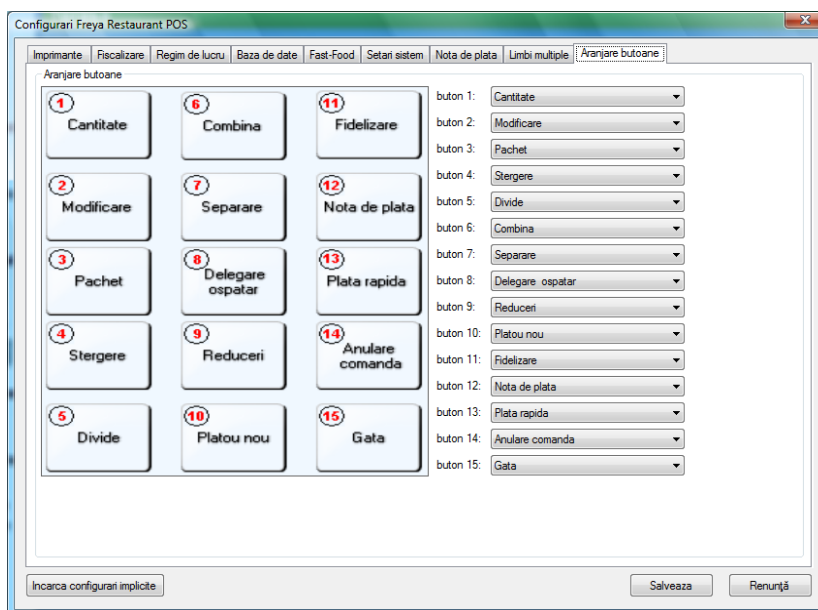 Configurari Freya Restaurant POS
Imprimante Fiscalizare Regim de lucru Baza de date Fast-Food Setari sistem Nota de plata Limbi multiple Aranjare butoane
Aranjare butoane
1 Cantitate
6 Combina
11 Fidelizare
2 Modificare
7 Separare
12 Nota de plata
3 Pachet
8 Delegare
ospatar
13 Plata rapida
4 Stergere
9 Reduceri
14 Anulare
comanda
5 Divide
10 Platou nou
15 Gata
buton 1: Cantitate
buton 2: Modificare
buton 3: Pachet
buton 4: Stergere
buton 5: Divide
buton 6: Combina
buton 7: Separare
buton 8: Delegare ospatar
buton 9: Reduceri
buton 10: Platou nou
buton 11: Fidelizare
buton 12: Nota de plata
buton 13: Plata rapida
buton 14: Anulare comanda
buton 15: Gata
Incarca configurari implicite
Salveaza
Renunţă